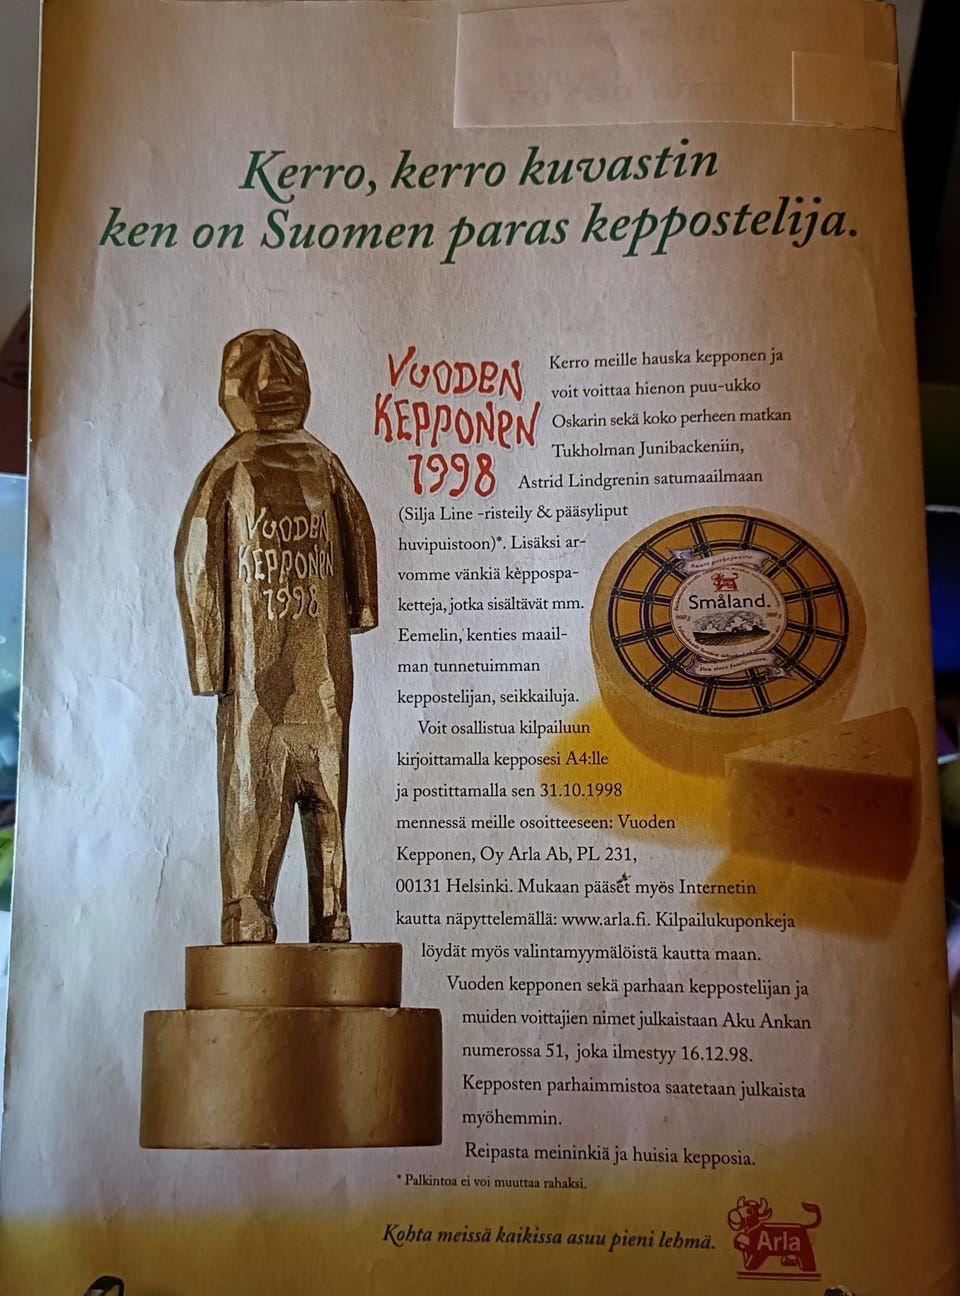 Kerro, kerro kuvastin
ken on Suomen paras keppostelija.
VUODEN
KEPPONEN
1998
VUODEN
KEPPONEN
1998
Kerro meille hauska kepponen ja
voit voittaa hienon puu-ukko
Oskarin sekä koko perheen matkan
Tukholman Junibackeniin,
Astrid Lindgrenin satumaailmaan
(Silja Line -risteily & pääsyliput
huvipuistoon)*. Lisäksi ar-
vomme vänkiä kèppospa-
ketteja, jotka sisältävät mm.
Eemelin, kenties maail-
man tunnetuimman
keppostelijan, seikkailuja.
Voit osallistua kilpailuun
kirjoittamalla kepposesi A4:lle
ja postittamalla sen 31.10.1998
mennessä meille osoitteeseen: Vuoden
Kepponen, Oy Arla Ab, PL 231,
00131 Helsinki. Mukaan pääset myös Internetin
kautta näpyttelemällä: www.arla.fi. Kilpailukuponkeja
löydät myös valintamyymälöistä kautta maan.
Vuoden kepponen sekä parhaan keppostelijan ja
muiden voittajien nimet julkaistaan Aku Ankan
numerossa 51, joka ilmestyy 16.12.98.
Kepposten parhaimmistoa saatetaan julkaista
myöhemmin.
Reipasta meininkiä ja huisia kepposia.
* Palkintoa ei voi muuttaa rahaksi.
Småland.
900 g
900 g
Kohta meissä kaikissa asuu pieni lehmä.
Arla